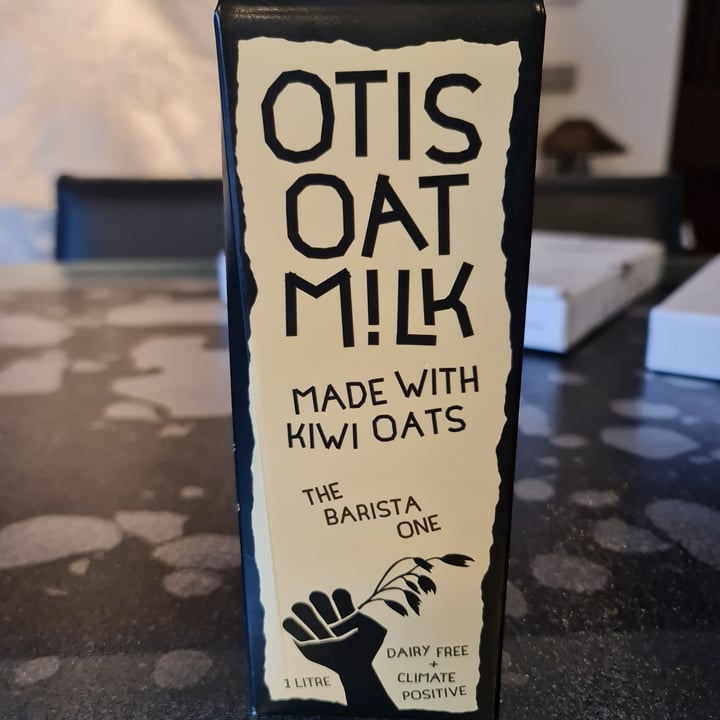 OTIS
OAT
M!LK
MADE WITH
KIWI OATS
THE
BARISTA
ONE
1 LITRE
DAIRY FREE
+
CLIMATE
POSITIVE